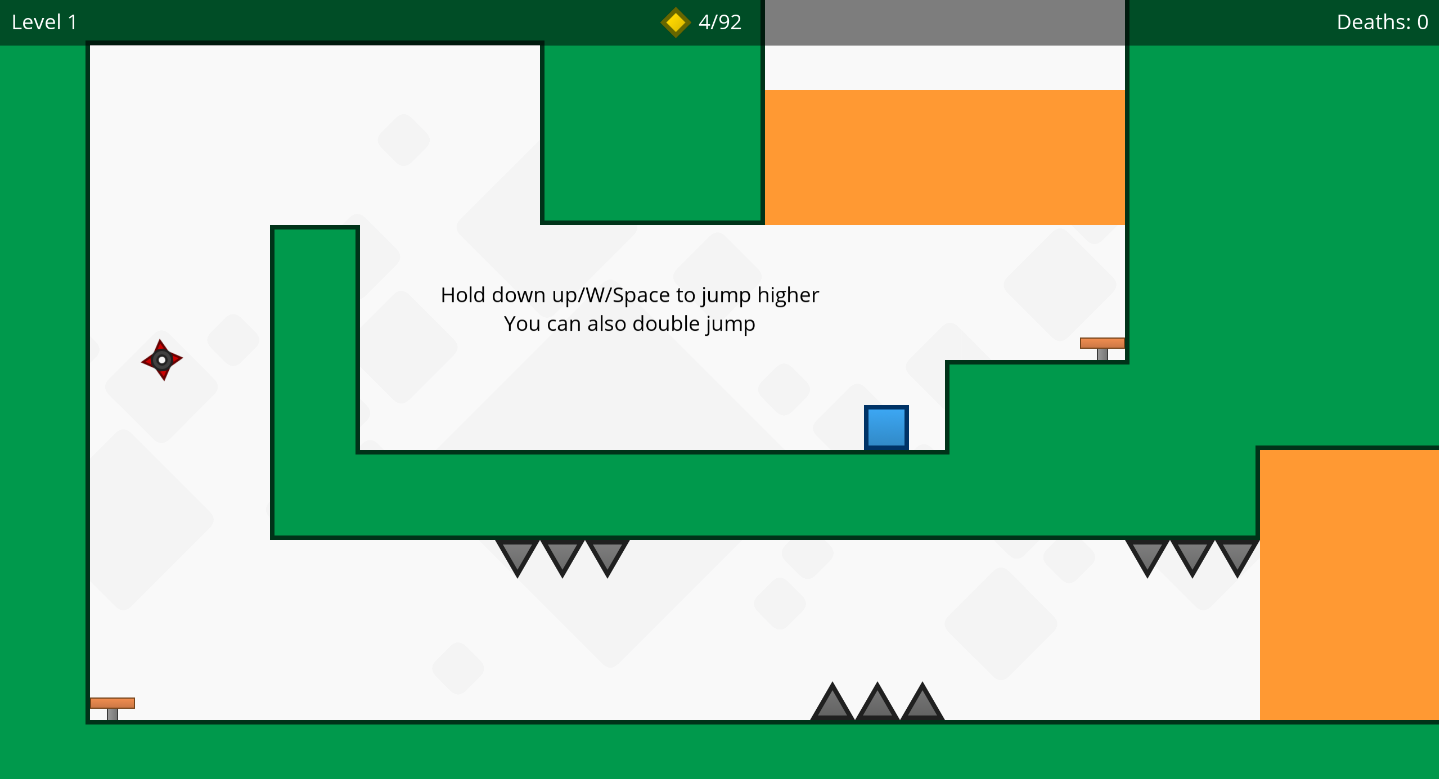 Level 1
4/92
Deaths: 0
Hold down up/W/Space to jump higher
You can also double jump